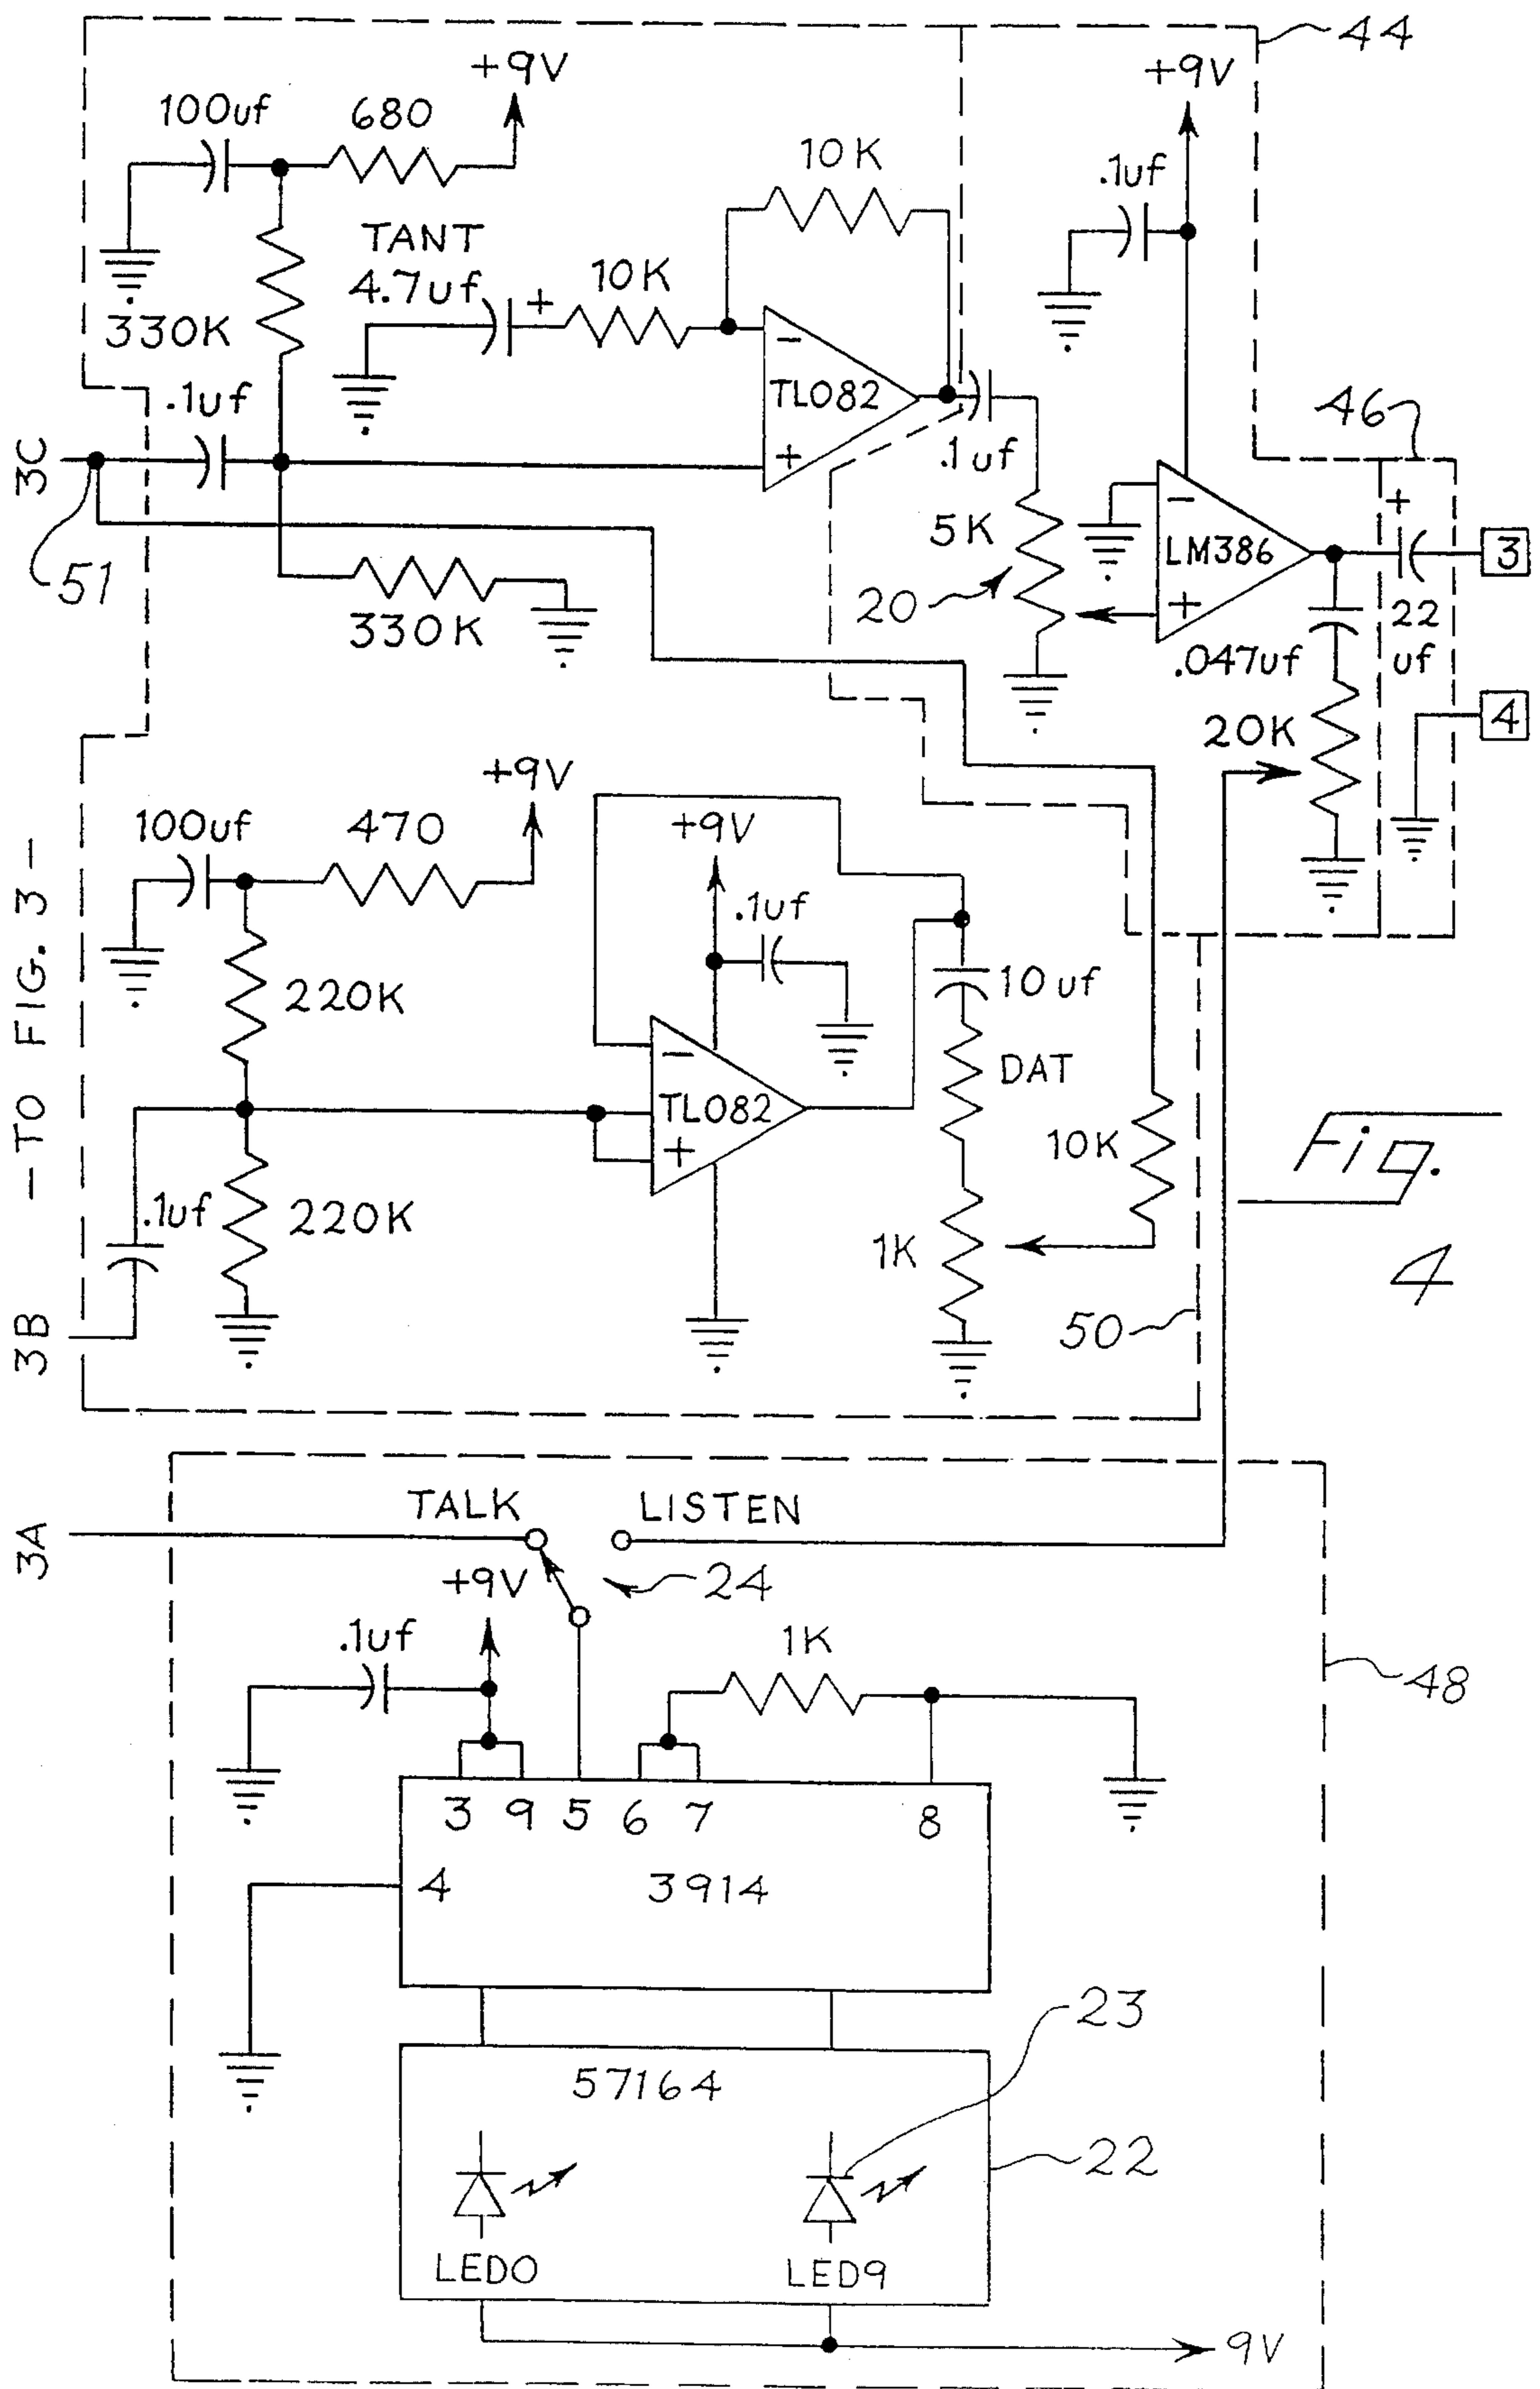 44
+9V
+9V
100uf
680
10K
.1uf
TANT
4.7uf
+
10K
330K
-
TL082
+
.1uf
.1uf
46
3C
51
5K
-
LM386
+
+
3
20
330K
22
uf
.047uf
4
20K
+9V
100uf
470
+9V
.1uf
- TO FIG. 3 -
220K
10uf
-
TL082
+
DAT
10K
Fig.
4
.1uf
220K
1K
50
3B
TALK
LISTEN
3A
+9V
24
.1uf
1K
48
3 9 5 6 7 8
4
3914
23
57164
22
LED0
LED9
9V